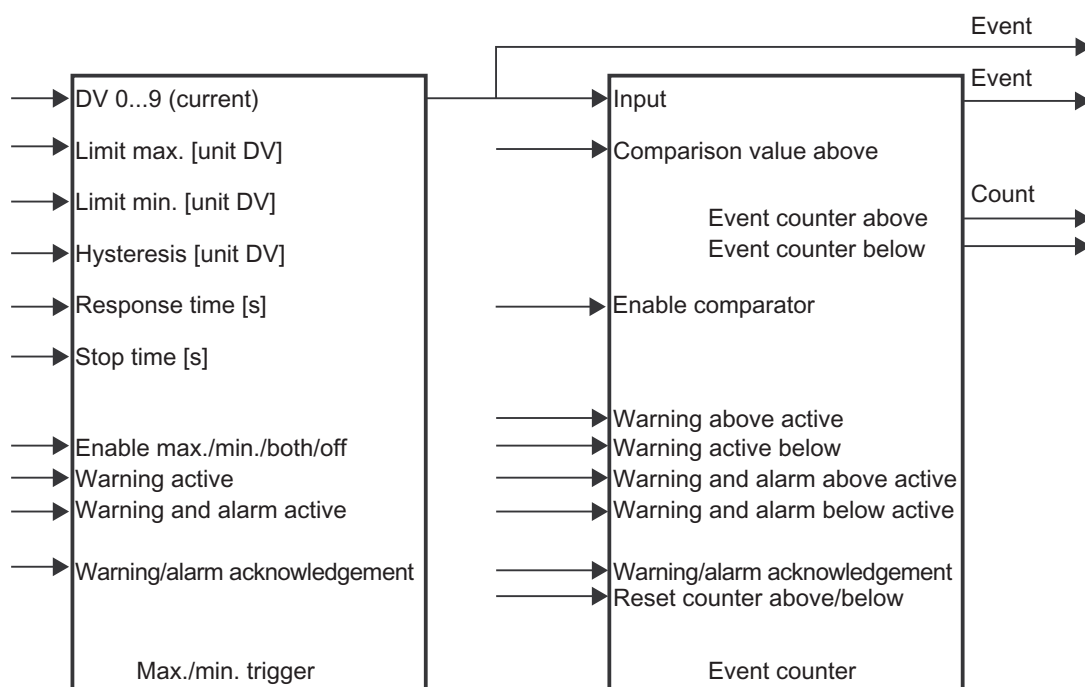 Event
Event
DV 0...9 (current)
Limit max. [unit DV]
Limit min. [unit DV]
Hysteresis [unit DV]
Response time [s]
Stop time [s]
Enable max./min./both/off
Warning active
Warning and alarm active
Warning/alarm acknowledgement
Max./min. trigger
Input
Comparison value above
Count
Event counter above
Event counter below
Enable comparator
Warning above active
Warning active below
Warning and alarm above active
Warning and alarm below active
Warning/alarm acknowledgement
Reset counter above/below
Event counter